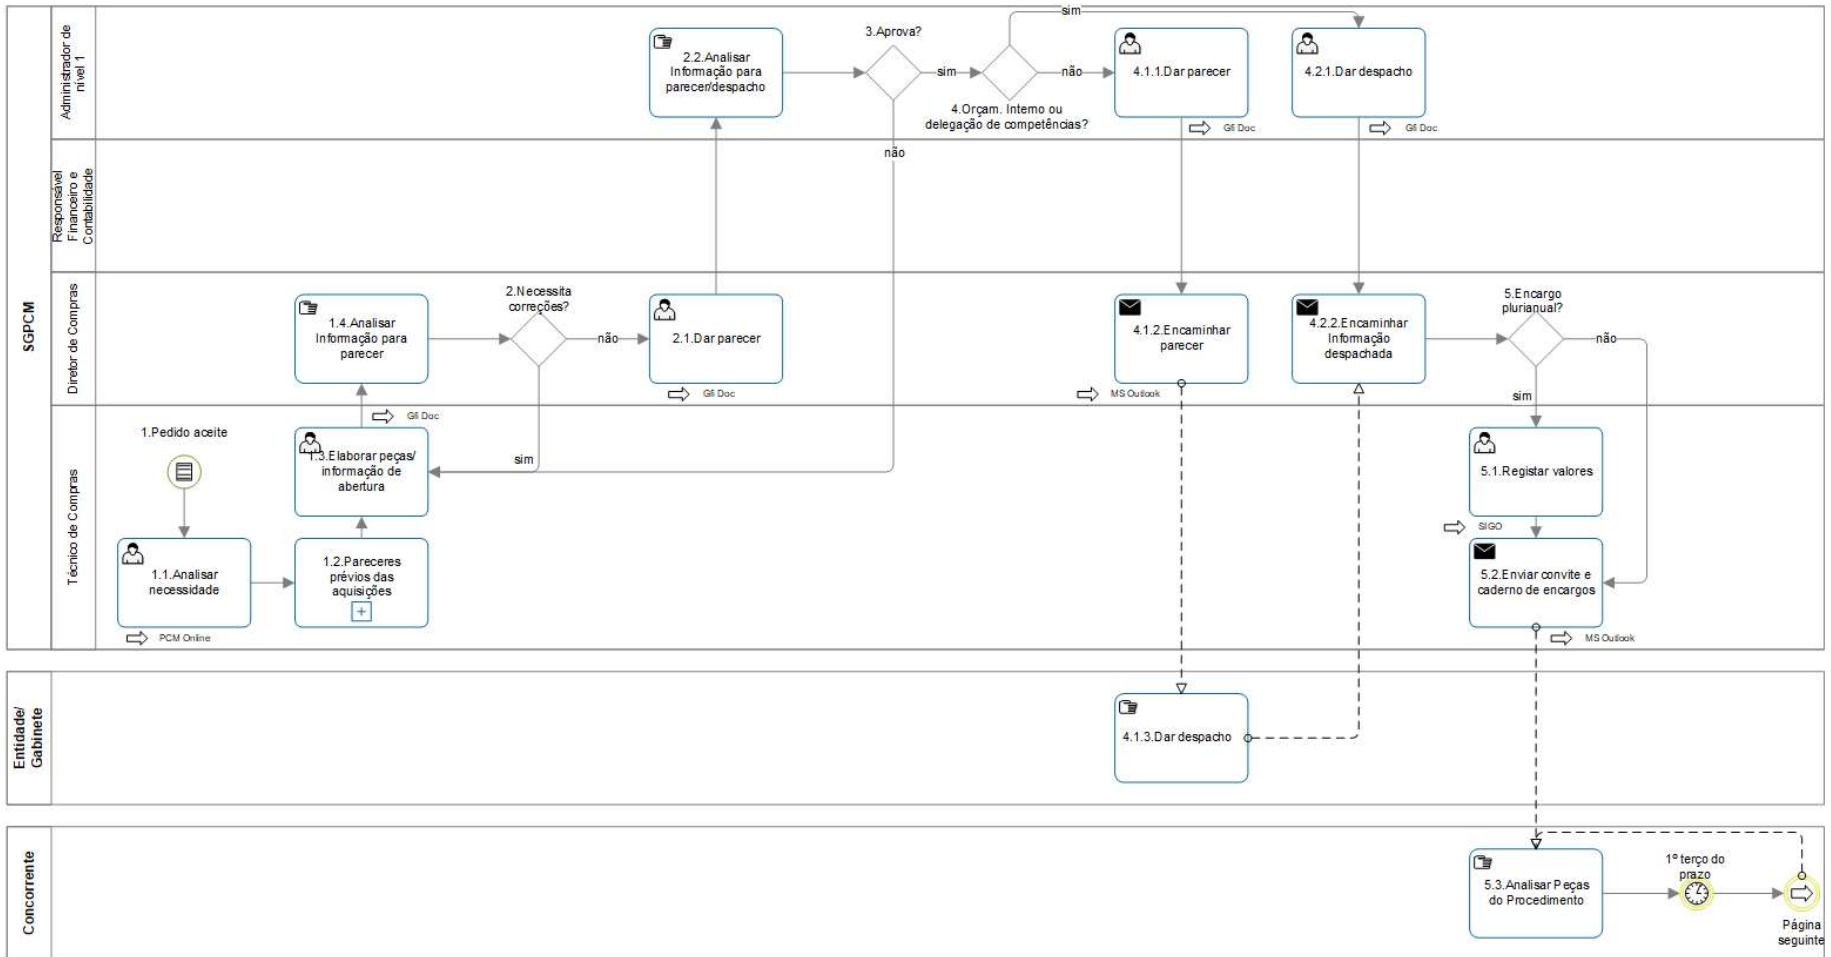 SGPCM
Administrador de
nível 1
2.2.Analisar
Informação para
parecer/despacho
3.Aprova?
sim
não
4.Orçam. Interno ou
delegação de competências?
sim
não
4.1.1.Dar parecer
Gfi Doc
4.2.1.Dar despacho
Gfi Doc
Responsável
Financeiro e
Contabilidade
Diretor de Compras
1.4.Analisar
Informação para
parecer
2.Necessita
correções?
não
sim
2.1.Dar parecer
Gfi Doc
4.1.2.Encaminhar
parecer
MS Outlook
4.2.2.Encaminhar
Informação
despachada
5.Encargo
plurianual?
não
sim
Técnico de Compras
1.Pedido aceite
1.1.Analisar
necessidade
PCM Online
1.2.Pareceres
prévios das
aquisições
1.3.Elaborar peças/
informação de
abertura
Gfi Doc
5.1.Registar valores
SIGO
5.2.Enviar convite e
caderno de encargos
MS Outlook
Entidade/
Gabinete
4.1.3.Dar despacho
Concorrente
5.3.Analisar Peças
do Procedimento
1º terço do
prazo
Página
seguinte